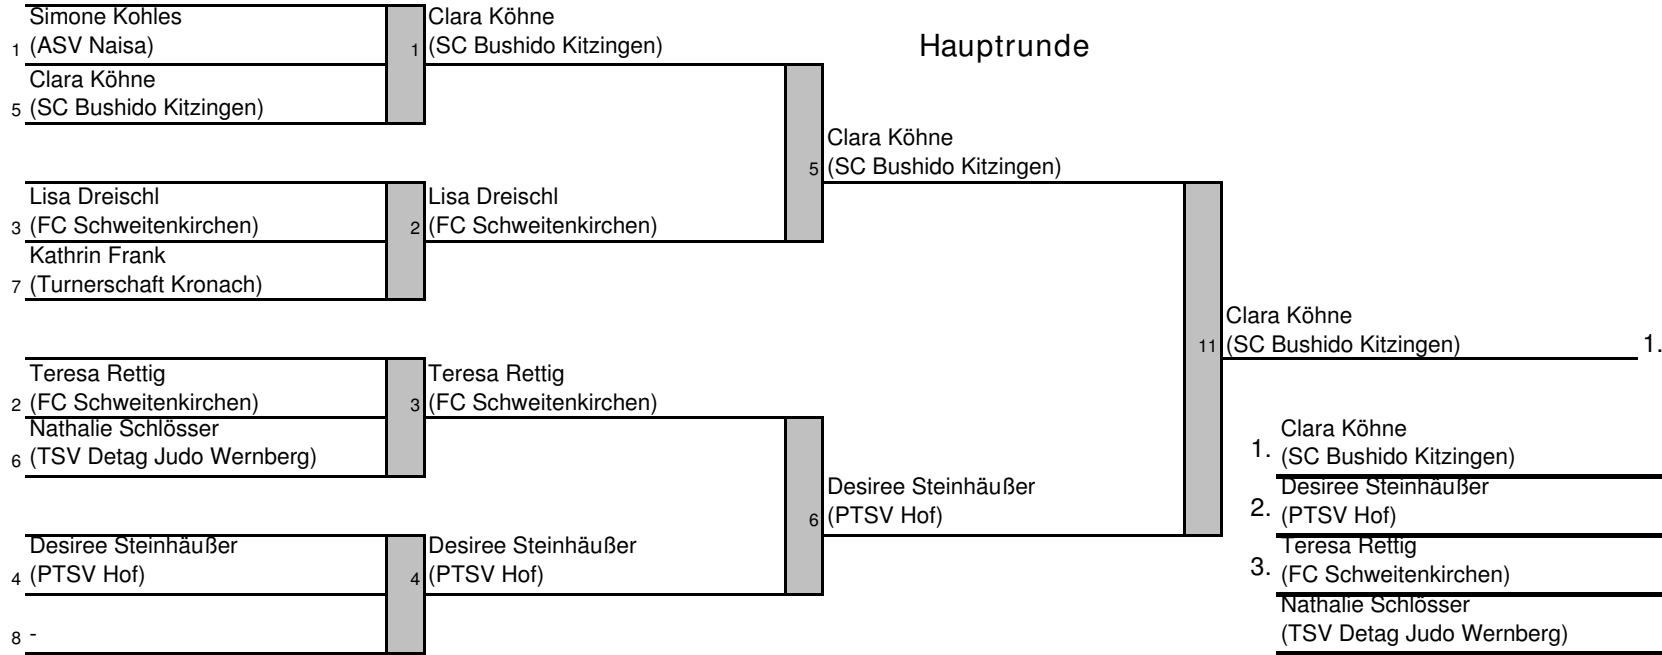 Hauptrunde
Simone Kohles
1 (ASV Naisa)
Clara Köhne
5 (SC Bushido Kitzingen)
Lisa Dreischl
3 (FC Schweitenkirchen)
Kathrin Frank
7 (Turnerschaft Kronach)
Teresa Rettig
2 (FC Schweitenkirchen)
Nathalie Schlösser
6 (TSV Detag Judo Wernberg)
Desiree Steinhäußer
4 (PTSV Hof)
8 -
Clara Köhne
1 (SC Bushido Kitzingen)
Lisa Dreischl
2 (FC Schweitenkirchen)
Teresa Rettig
3 (FC Schweitenkirchen)
Desiree Steinhäußer
4 (PTSV Hof)
Clara Köhne
5 (SC Bushido Kitzingen)
Desiree Steinhäußer
6 (PTSV Hof)
Clara Köhne
11 (SC Bushido Kitzingen) 1.
Clara Köhne
1. (SC Bushido Kitzingen)
Desiree Steinhäußer
2. (PTSV Hof)
Teresa Rettig
3. (FC Schweitenkirchen)
Nathalie Schlösser
(TSV Detag Judo Wernberg)